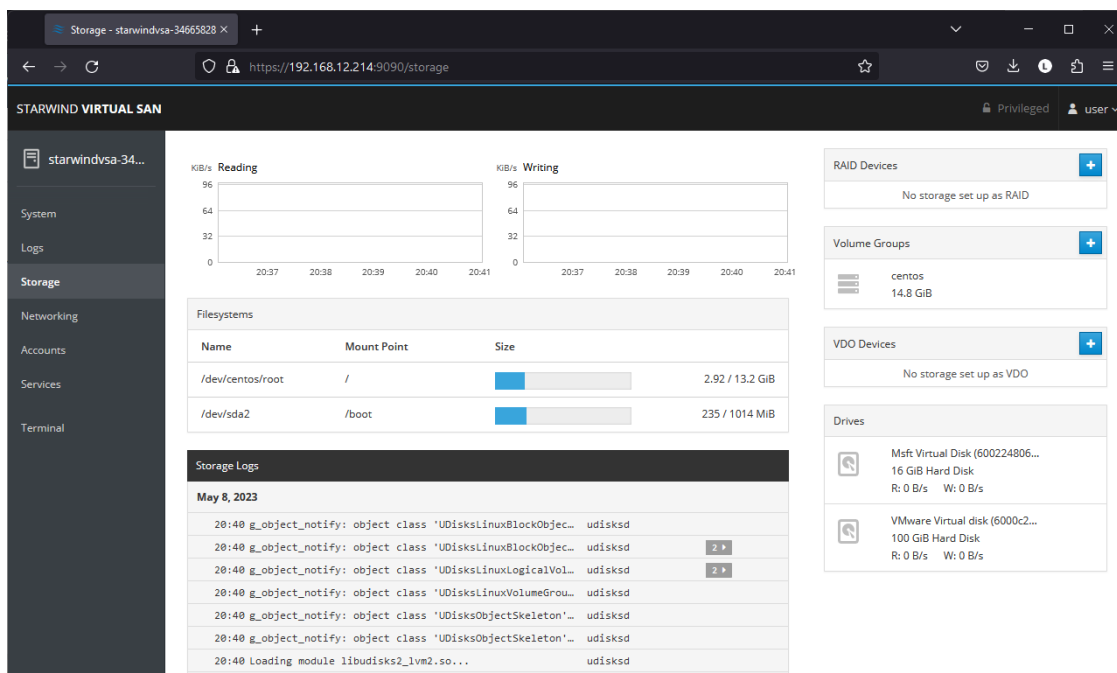 Storage - starwindvsa-34665828
https://192.168.12.214:9090/storage
L
STARWIND VIRTUAL SAN
Privileged
user
starwindvsa-34...
System
Logs
Storage
Networking
Accounts
Services
Terminal
KiB/s Reading
96
64
32
0
20:37 20:38 20:39 20:40 20:41
KiB/s Writing
96
64
32
0
20:37 20:38 20:39 20:40 20:41
Filesystems
Name Mount Point Size
/dev/centos/root / 2.92 / 13.2 GiB
/dev/sda2 /boot 235 / 1014 MiB
Storage Logs
May 8, 2023
20:40 g_object_notify: object class 'UDisksLinuxBlockObjec… udisksd
20:40 g_object_notify: object class 'UDisksLinuxBlockObjec… udisksd 2
20:40 g_object_notify: object class 'UDisksLinuxLogicalVol… udisksd 2
20:40 g_object_notify: object class 'UDisksLinuxVolumeGrou… udisksd
20:40 g_object_notify: object class 'UDisksObjectSkeleton'… udisksd
20:40 g_object_notify: object class 'UDisksObjectSkeleton'… udisksd
20:40 Loading module libudisks2_lvm2.so... udisksd
RAID Devices
No storage set up as RAID
Volume Groups
centos
14.8 GiB
VDO Devices
No storage set up as VDO
Drives
Msft Virtual Disk (600224806...
16 GiB Hard Disk
R: 0 B/s W: 0 B/s
VMware Virtual disk (6000c2...
100 GiB Hard Disk
R: 0 B/s W: 0 B/s